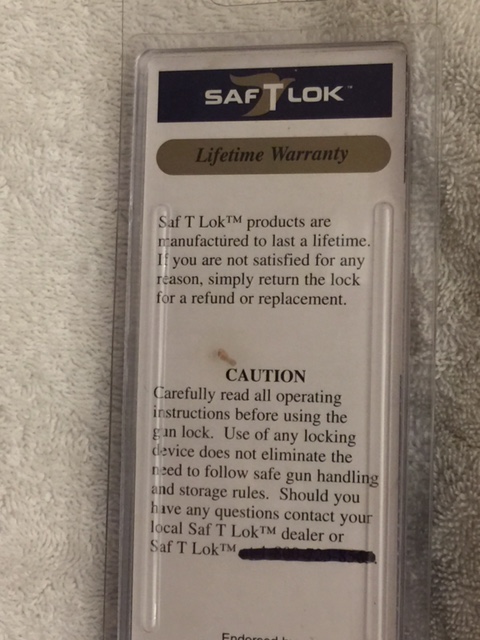 SAF T LOK™
Lifetime Warranty
Saf T Lok™ products are
manufactured to last a lifetime.
If you are not satisfied for any
reason, simply return the lock
for a refund or replacement.
CAUTION
Carefully read all operating
instructions before using the
gun lock. Use of any locking
device does not eliminate the
need to follow safe gun handling
and storage rules. Should you
have any questions contact your
local Saf T Lok™ dealer or
Saf T Lok™
Endorsed